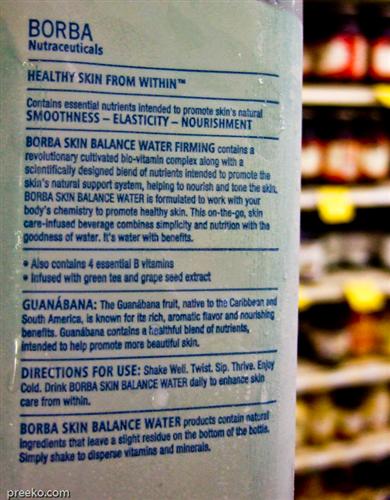 BORBA
Nutraceuticals
HEALTHY SKIN FROM WITHIN™
Contains essential nutrients intended to promote skin's natural
SMOOTHNESS – ELASTICITY – NOURISHMENT
BORBA SKIN BALANCE WATER FIRMING contains a
revolutionary cultivated bio-vitamin complex along with a
scientifically designed blend of nutrients intended to promote the
skin's natural support system, helping to nourish and tone the skin.
BORBA SKIN BALANCE WATER is formulated to work with your
body's chemistry to promote healthy skin. This on-the-go, skin
care-infused beverage combines simplicity and nutrition with the
goodness of water. It's water with benefits.
• Also contains 4 essential B vitamins
• Infused with green tea and grape seed extract
GUANÁBANA: The Guanábana fruit, native to the Caribbean and
South America, is known for its rich, aromatic flavor and nourishing
benefits. Guanábana contains a healthful blend of nutrients,
intended to help promote more beautiful skin.
DIRECTIONS FOR USE: Shake Well. Twist. Sip. Thrive. Enjoy
Cold. Drink BORBA SKIN BALANCE WATER daily to enhance skin
care from within.
BORBA SKIN BALANCE WATER products contain natural
ingredients that leave a slight residue on the bottom of the bottle.
Simply shake to disperse vitamins and minerals.
preeko.com